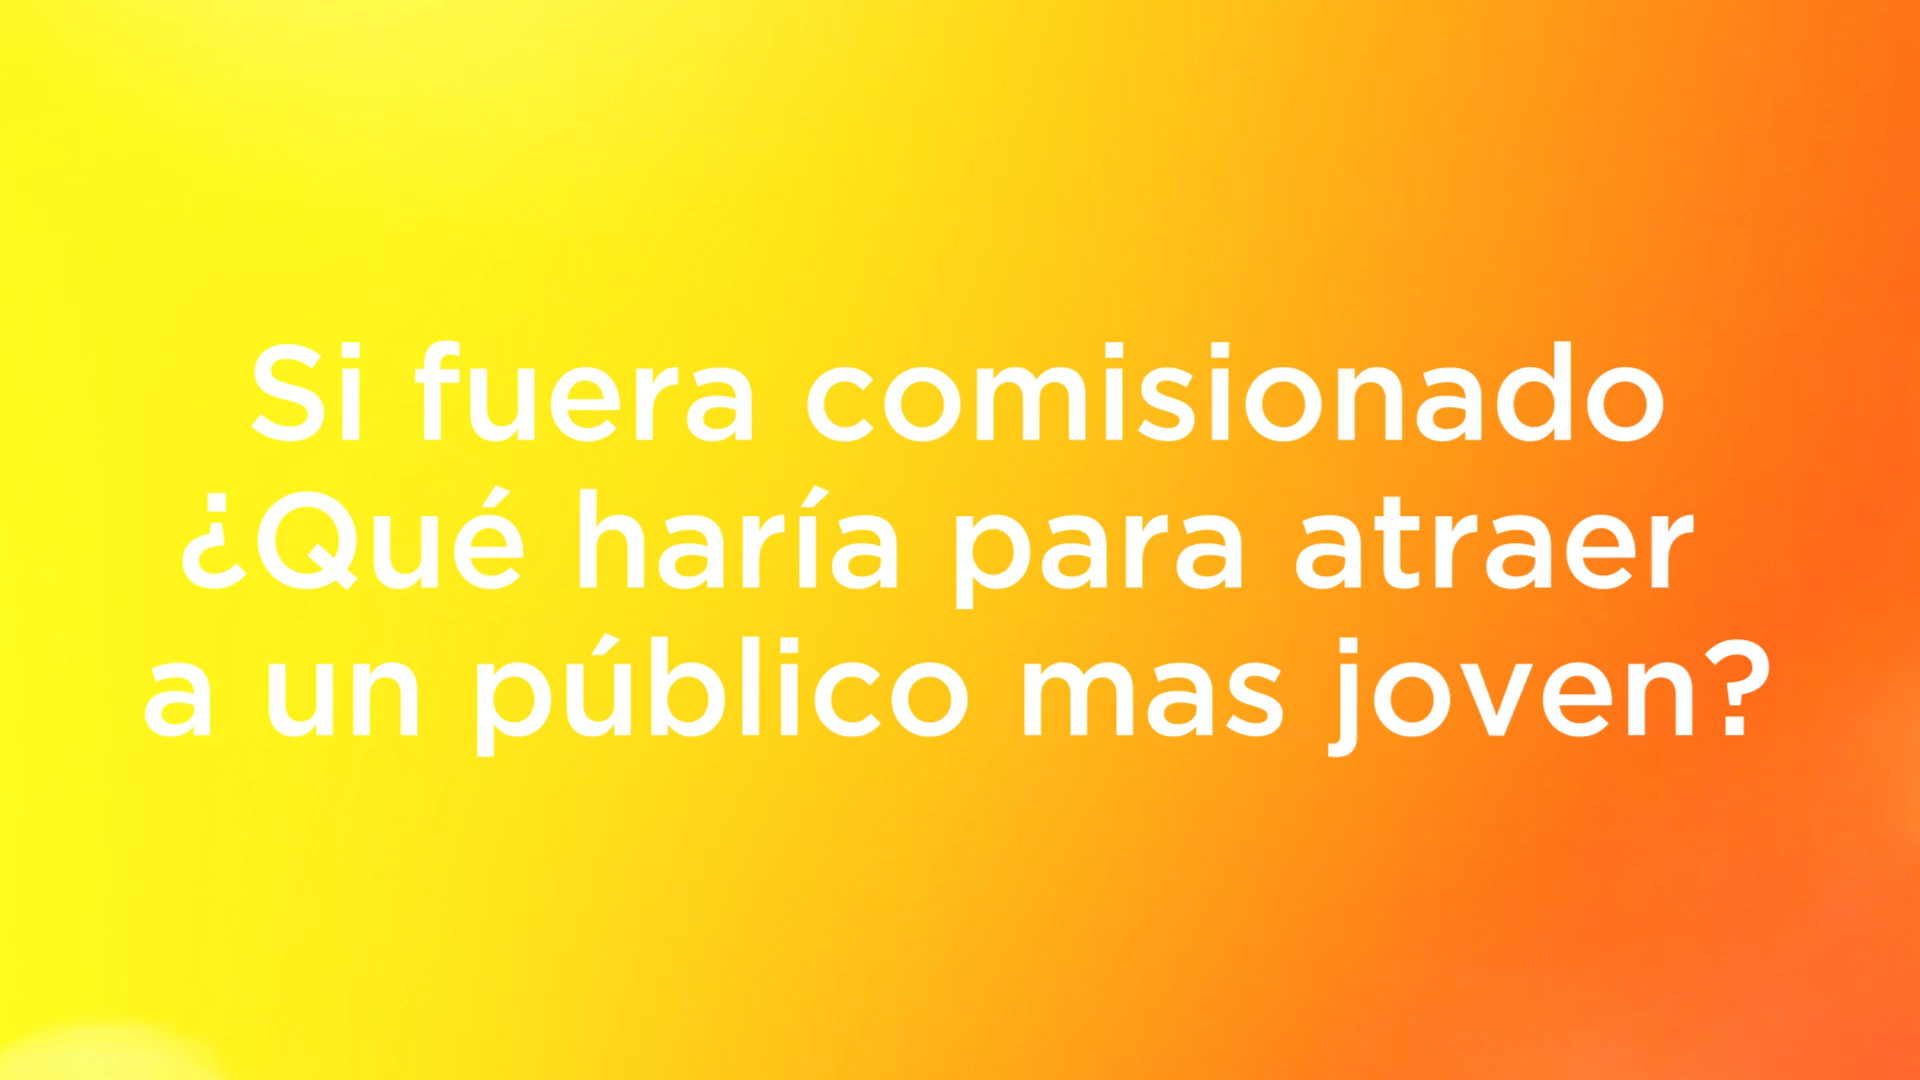 Si fuera comisionado
¿Qué haría para atraer
a un público mas joven?